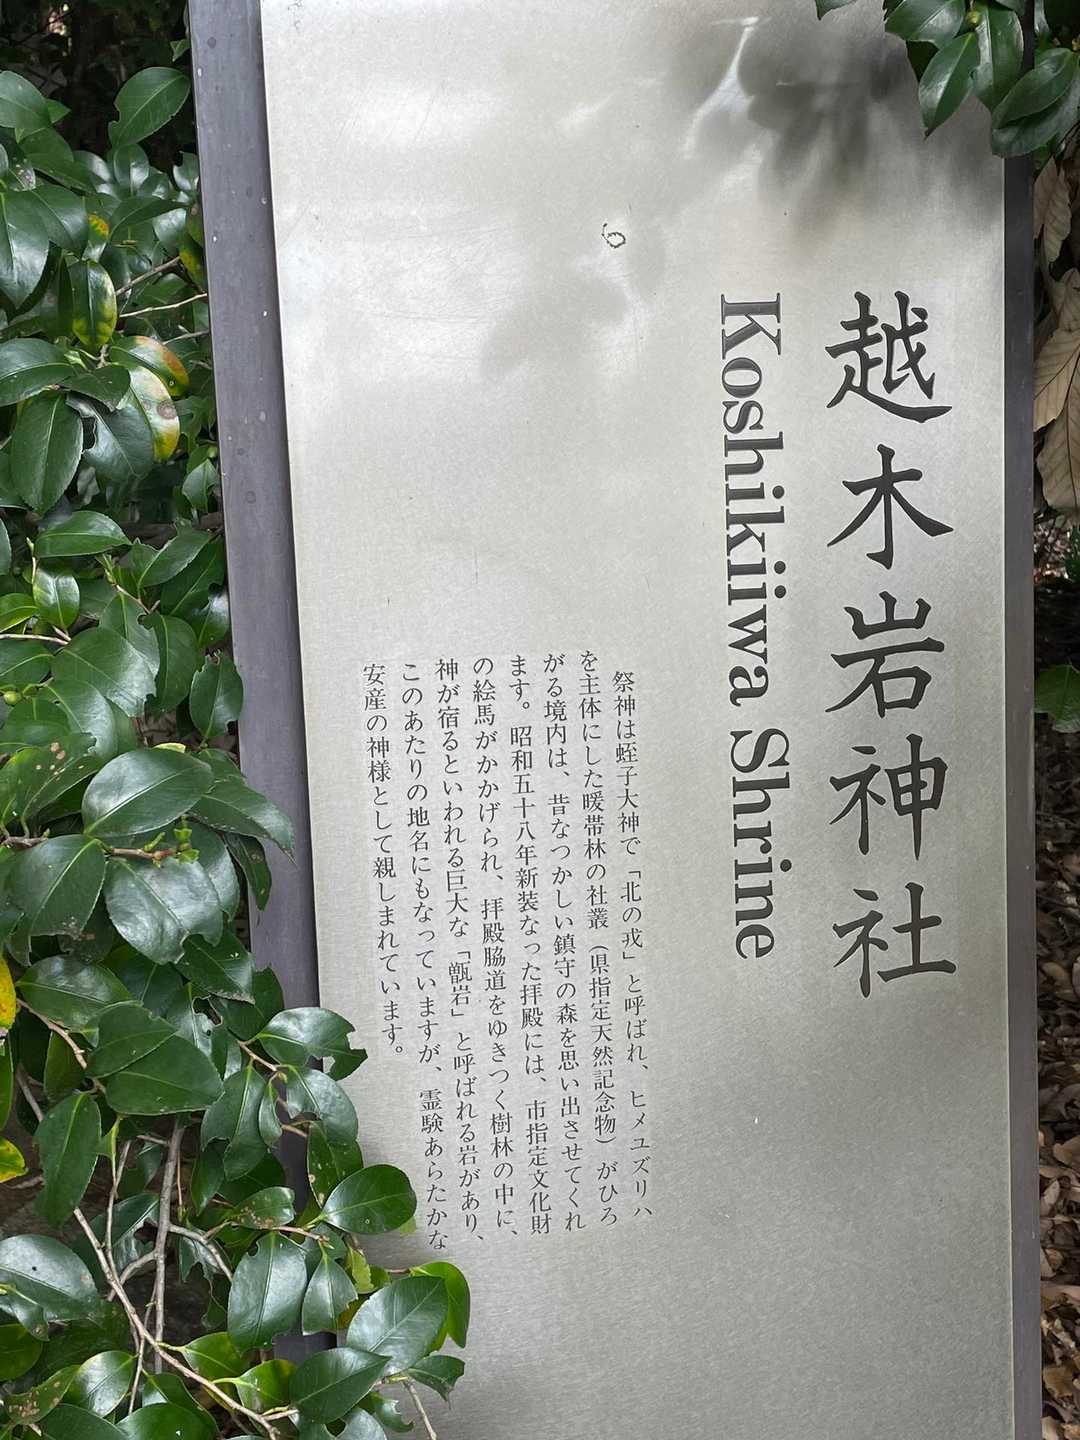 越木岩神社
Koshikiiwa Shrine
祭神は蛭子大神で「北の戎」と呼ばれ、ヒメユズリハ
を主体にした暖帯林の社叢（県指定天然記念物）がひろ
がる境内は、昔なつかしい鎮守の森を思い出させてくれ
ます。昭和五十八年新装なった拝殿には、市指定文化財
の絵馬がかかげられ、拝殿脇道をゆきつく樹林の中に、
神が宿るといわれる巨大な「甑岩」と呼ばれる岩があり、
このあたりの地名にもなっていますが、霊験あらたかな
安産の神様として親しまれています。